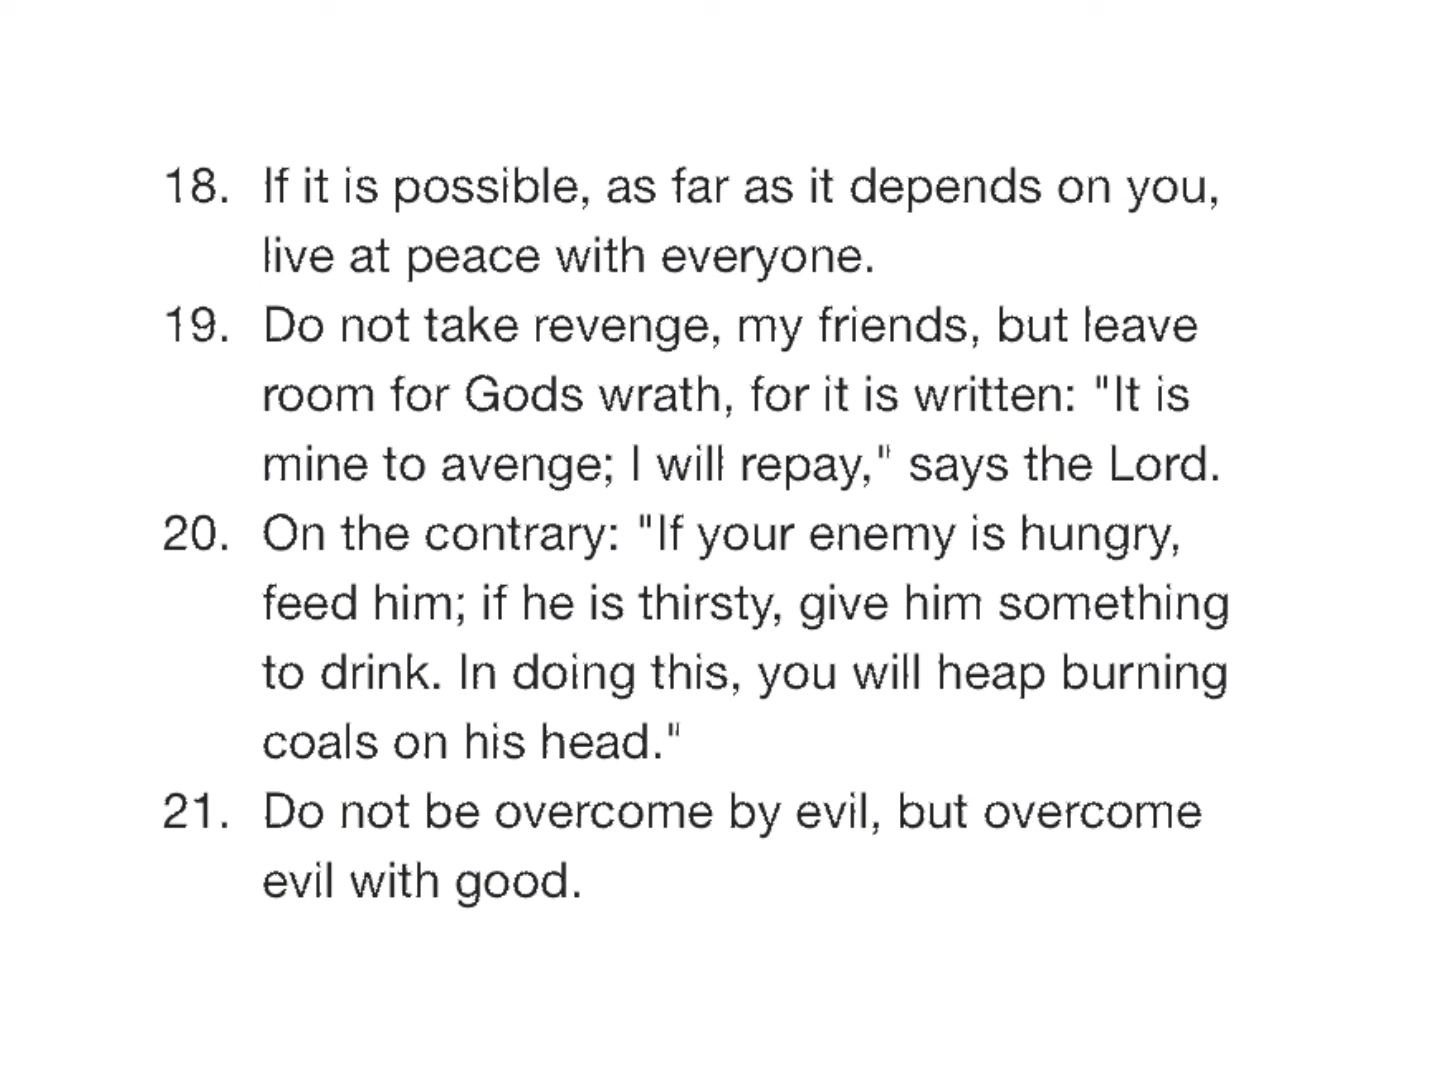 18. If it is possible, as far as it depends on you,
live at peace with everyone.
19. Do not take revenge, my friends, but leave
room for Gods wrath, for it is written: "It is
mine to avenge; I will repay," says the Lord.
20. On the contrary: "If your enemy is hungry,
feed him; if he is thirsty, give him something
to drink. In doing this, you will heap burning
coals on his head."
21. Do not be overcome by evil, but overcome
evil with good.